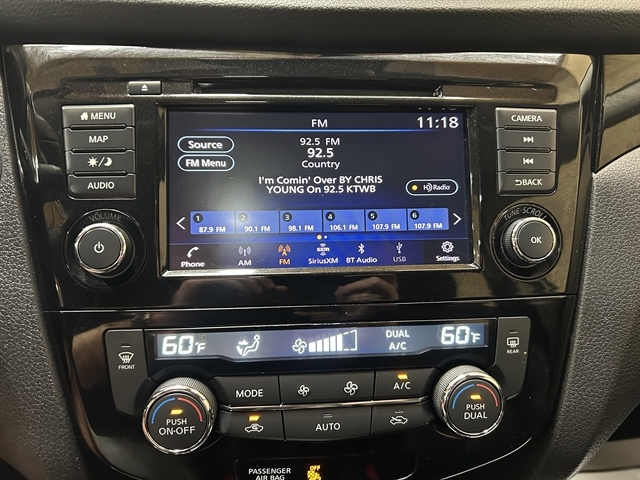 MENU
MAP
AUDIO
VOLUME
FM
11:18
Source
FM Menu
92.5 FM
92.5
Country
I'm Comin' Over BY CHRIS
YOUNG On 92.5 KTWB
HD Radio
1 2 3 4 5 6
87.9 FM 90.1 FM 98.1 FM 106.1 FM 107.9 FM 107.9 FM
Phone AM FM SiriusXM BT Audio USB Settings
sxm
CAMERA
BACK
TUNE·SCROLL
OK
60°F
DUAL
A/C
60°F
FRONT
REAR
MODE
A/C
AUTO
PUSH
ON·OFF
PUSH
DUAL
PASSENGER
AIR BAG